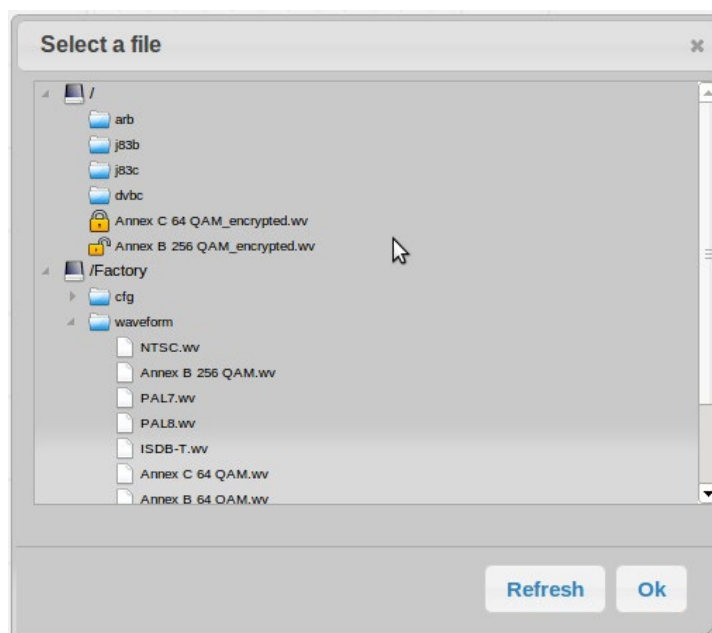 Select a file
/
arb
j83b
j83c
dvbc
Annex C 64 QAM_encrypted.wv
Annex B 256 QAM_encrypted.wv
/Factory
cfg
waveform
NTSC.wv
Annex B 256 QAM.wv
PAL7.wv
PAL8.wv
ISDB-T.wv
Annex C 64 QAM.wv
Annex B 64 QAM.wv
Refresh Ok